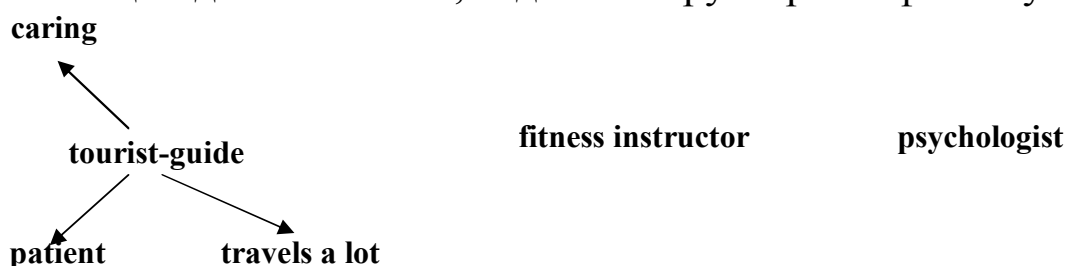 caring
fitness instructor psychologist
tourist-guide
patient travels a lot